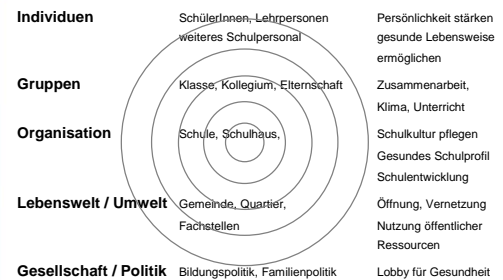 Individuen SchülerInnen, Lehrpersonen Persönlichkeit stärken
weiteres Schulpersonal gesunde Lebensweise
ermöglichen
Gruppen Klasse, Kollegium, Elternschaft Zusammenarbeit,
Klima, Unterricht
Organisation Schule, Schulhaus, Schulkultur pflegen
Gesundes Schulprofil
Schulentwicklung
Lebenswelt / Umwelt Gemeinde, Quartier, Öffnung, Vernetzung
Fachstellen Nutzung öffentlicher
Ressourcen
Gesellschaft / Politik Bildungspolitik, Familienpolitik Lobby für Gesundheit